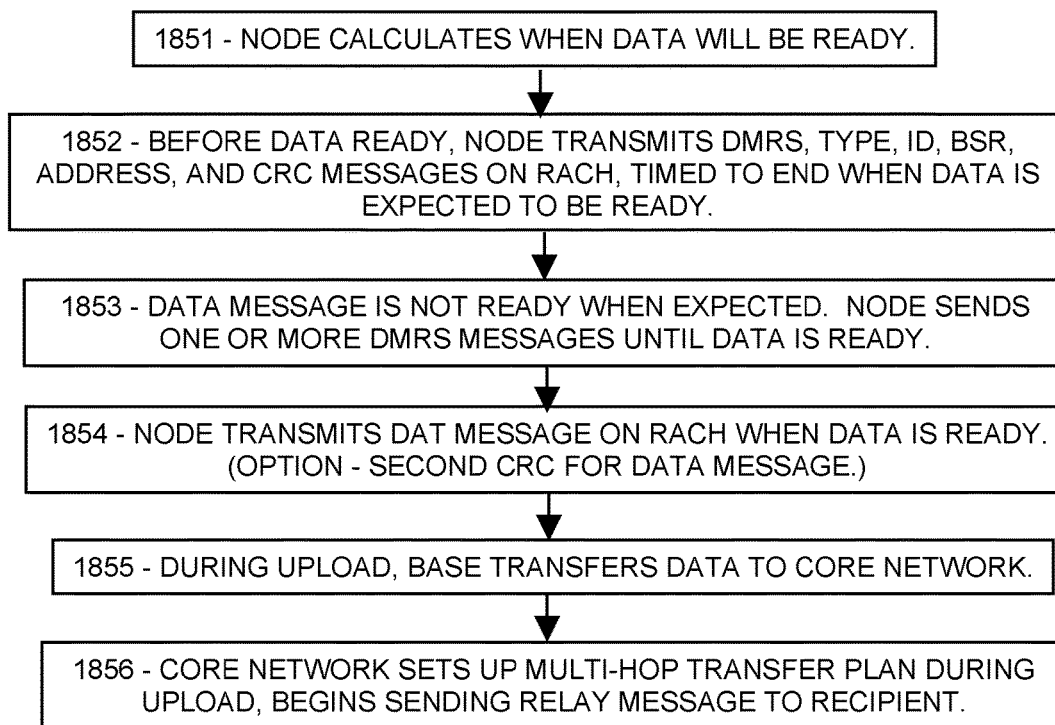 1851 - NODE CALCULATES WHEN DATA WILL BE READY.
1852 - BEFORE DATA READY, NODE TRANSMITS DMRS, TYPE, ID, BSR,
ADDRESS, AND CRC MESSAGES ON RACH, TIMED TO END WHEN DATA IS
EXPECTED TO BE READY.
1853 - DATA MESSAGE IS NOT READY WHEN EXPECTED.  NODE SENDS
ONE OR MORE DMRS MESSAGES UNTIL DATA IS READY.
1854 - NODE TRANSMITS DAT MESSAGE ON RACH WHEN DATA IS READY.
(OPTION - SECOND CRC FOR DATA MESSAGE.)
1855 - DURING UPLOAD, BASE TRANSFERS DATA TO CORE NETWORK.
1856 - CORE NETWORK SETS UP MULTI-HOP TRANSFER PLAN DURING
UPLOAD, BEGINS SENDING RELAY MESSAGE TO RECIPIENT.